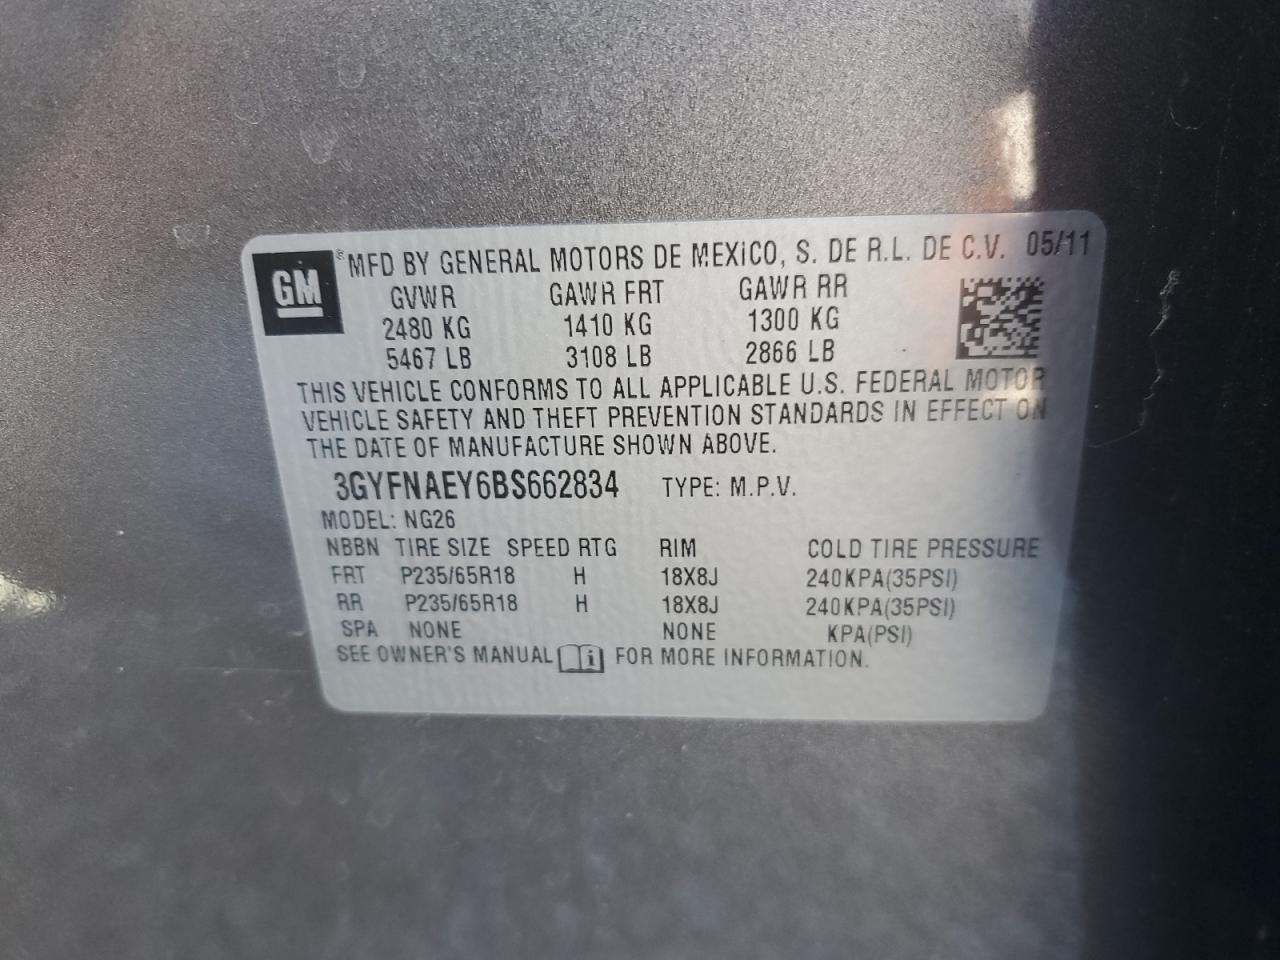 GM ® MFD BY GENERAL MOTORS DE MEXICO, S. DE R.L. DE C.V. 05/11
GVWR GAWR FRT GAWR RR
2480 KG 1410 KG 1300 KG
5467 LB 3108 LB 2866 LB
THIS VEHICLE CONFORMS TO ALL APPLICABLE U.S. FEDERAL MOTOR
VEHICLE SAFETY AND THEFT PREVENTION STANDARDS IN EFFECT ON
THE DATE OF MANUFACTURE SHOWN ABOVE.
3GYFNAEY6BS662834 TYPE: M.P.V.
MODEL: NG26
NBBN TIRE SIZE SPEED RTG RIM COLD TIRE PRESSURE
FRT P235/65R18 H 18X8J 240KPA(35PSI)
RR P235/65R18 H 18X8J 240KPA(35PSI)
SPA NONE NONE KPA(PSI)
SEE OWNER'S MANUAL i FOR MORE INFORMATION.